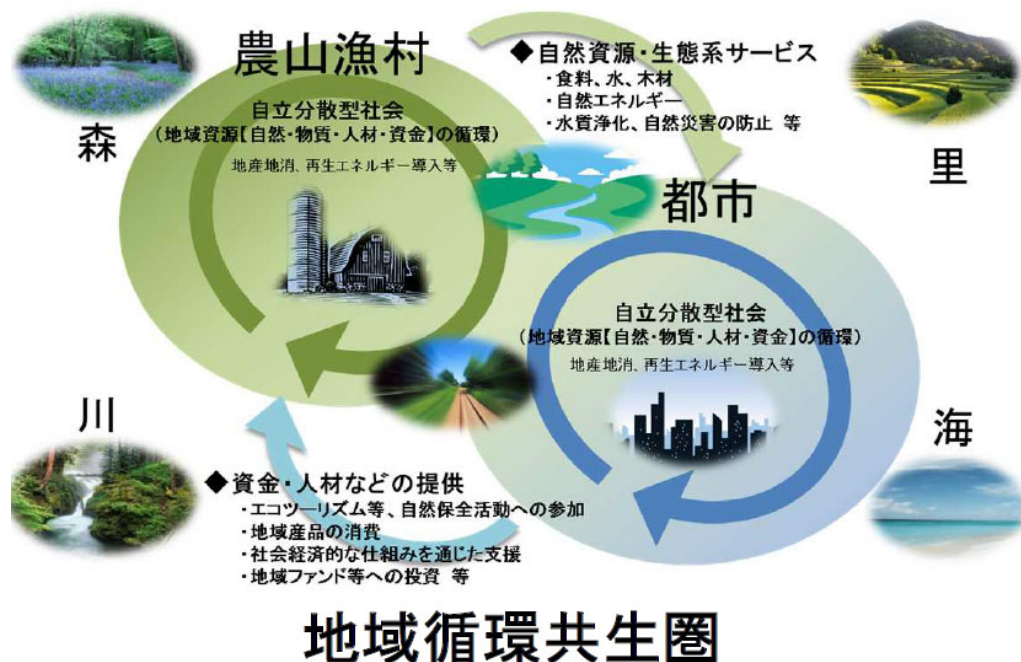 農山漁村
自立分散型社会
(地域資源【自然・物質・人材・資金】の循環)
地産地消、再生エネルギー導入等
◆自然資源・生態系サービス
・食料、水、木材
・自然エネルギー
・水質浄化、自然災害の防止 等
森
里
都市
自立分散型社会
(地域資源【自然・物質・人材・資金】の循環)
地産地消、再生エネルギー導入等
川
海
◆資金・人材などの提供
・エコツーリズム等、自然保全活動への参加
・地域産品の消費
・社会経済的な仕組みを通じた支援
・地域ファンド等への投資 等
地域循環共生圏